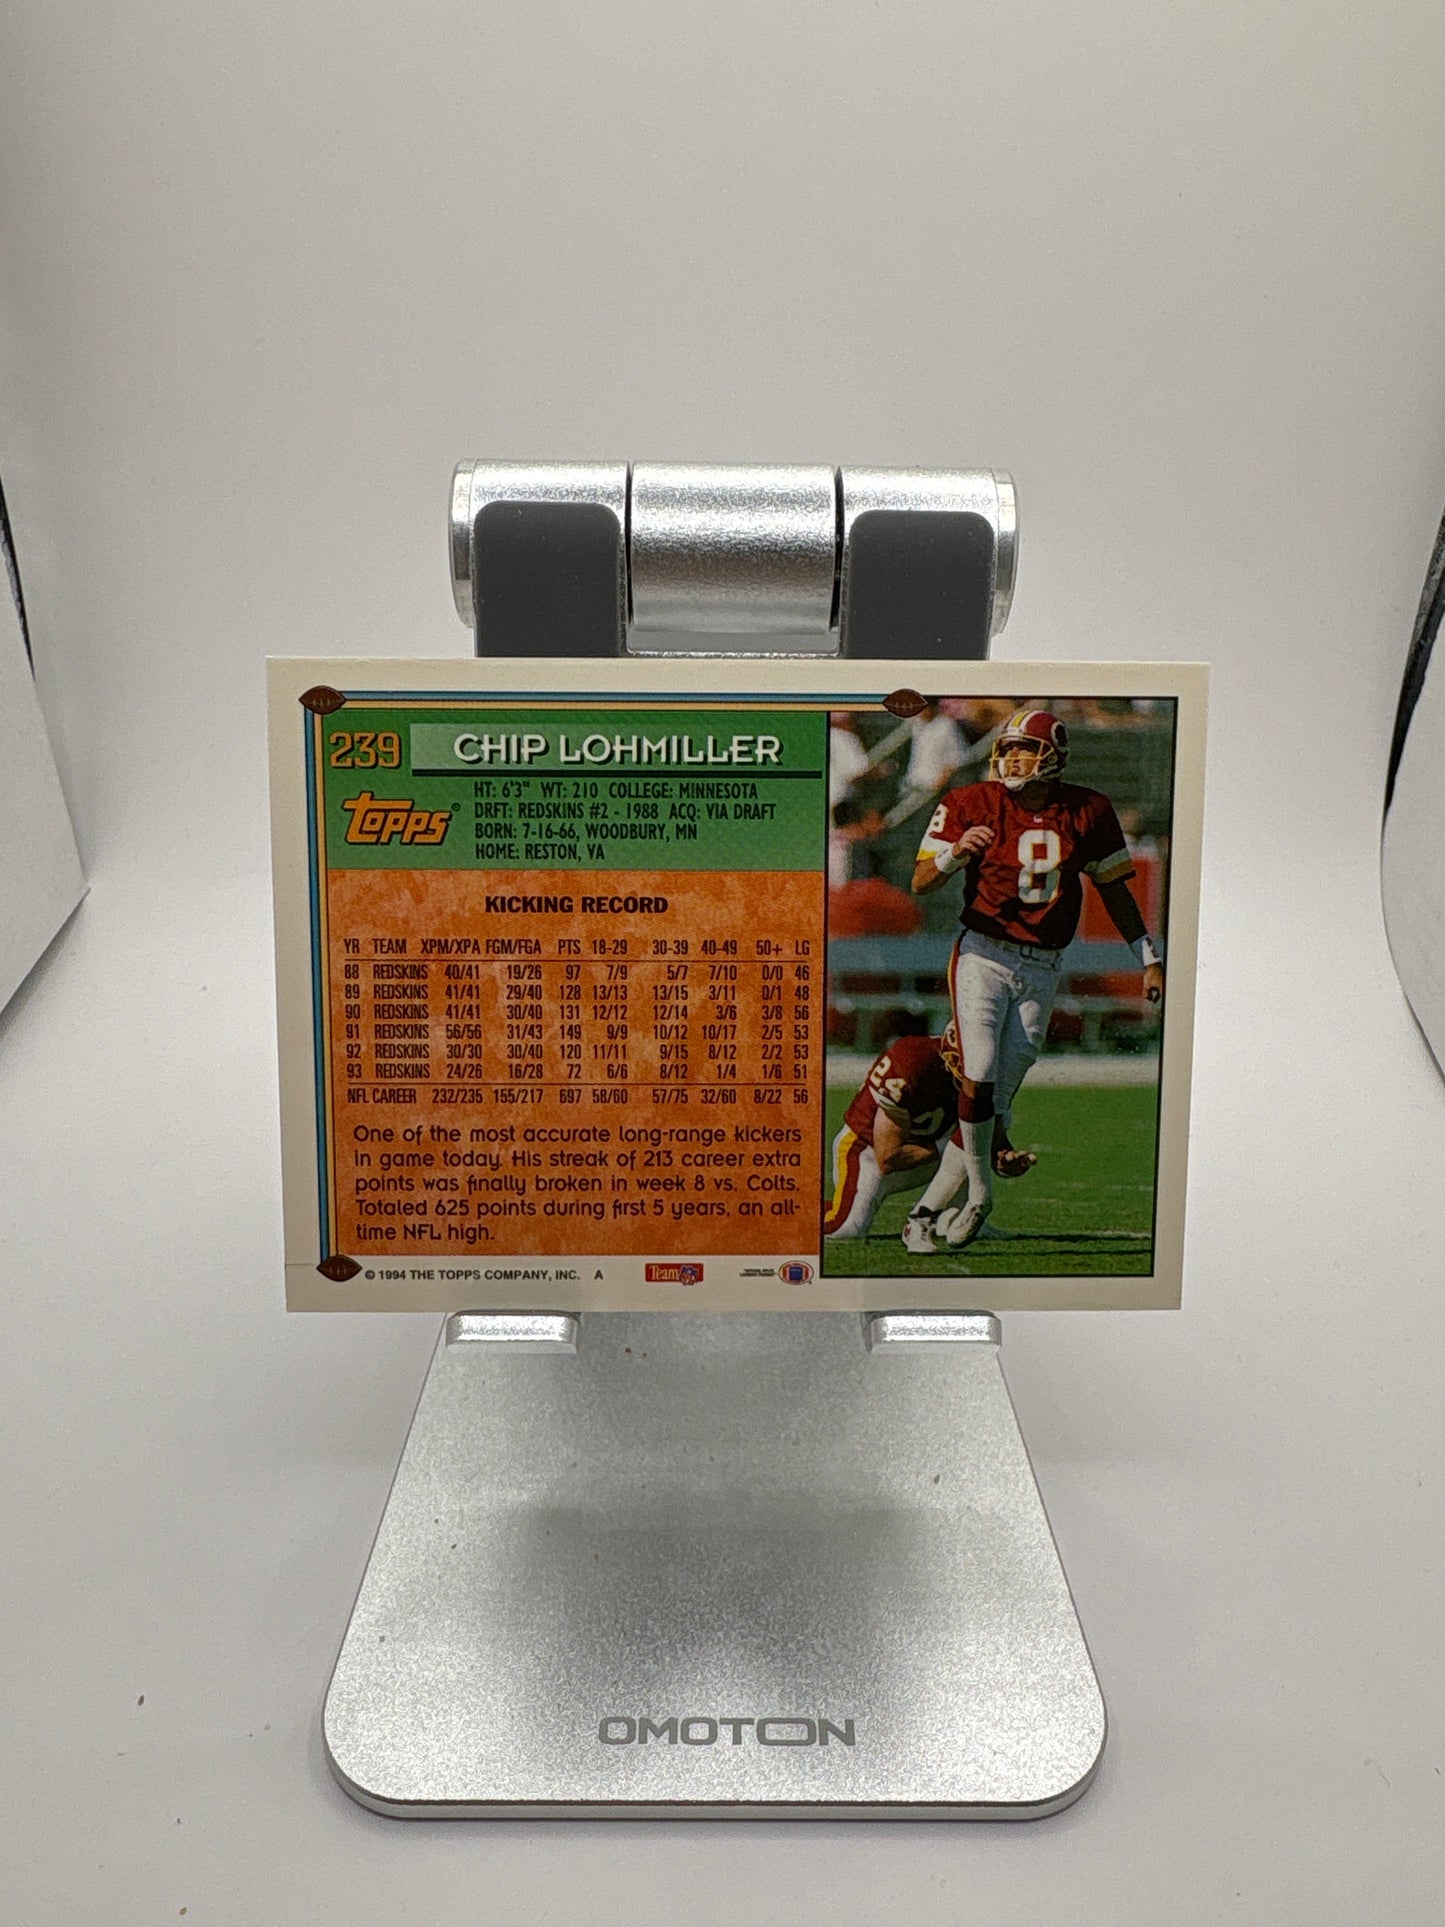 239 CHIP LOHMILLER
Topps®
HT: 6'3" WT: 210 COLLEGE: MINNESOTA
DRFT: REDSKINS #2 - 1988 ACQ: VIA DRAFT
BORN: 7-16-66, WOODBURY, MN
HOME: RESTON, VA
KICKING RECORD
YR TEAM XPM/XPA FGM/FGA PTS 18-29 30-39 40-49 50+ LG
88 REDSKINS 40/41 19/26 97 7/9 5/7 7/10 0/0 46
89 REDSKINS 41/41 29/40 128 13/13 13/15 3/11 0/1 48
90 REDSKINS 41/41 30/40 131 12/12 12/14 3/6 3/8 56
91 REDSKINS 56/56 31/43 149 9/9 10/12 10/17 2/5 53
92 REDSKINS 30/30 30/40 120 11/11 9/15 8/12 2/2 53
93 REDSKINS 24/26 16/28 72 6/6 8/12 1/4 1/6 51
NFL CAREER 232/235 155/217 697 58/60 57/75 32/60 8/22 56
One of the most accurate long-range kickers
in game today. His streak of 213 career extra
points was finally broken in week 8 vs. Colts.
Totaled 625 points during first 5 years, an all-
time NFL high.
© 1994 THE TOPPS COMPANY, INC. A
Team
8
8
24
OMOTON